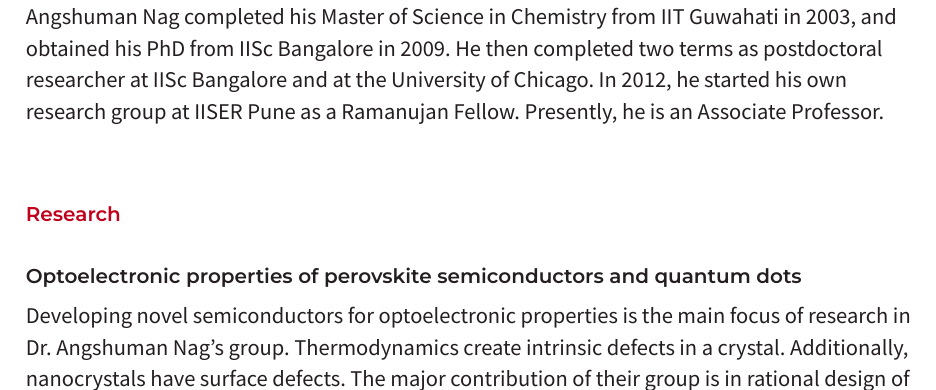 Angshuman Nag completed his Master of Science in Chemistry from IIT Guwahati in 2003, and
obtained his PhD from IISc Bangalore in 2009. He then completed two terms as postdoctoral
researcher at IISc Bangalore and at the University of Chicago. In 2012, he started his own
research group at IISER Pune as a Ramanujan Fellow. Presently, he is an Associate Professor.
Research
Optoelectronic properties of perovskite semiconductors and quantum dots
Developing novel semiconductors for optoelectronic properties is the main focus of research in
Dr. Angshuman Nag’s group. Thermodynamics create intrinsic defects in a crystal. Additionally,
nanocrystals have surface defects. The major contribution of their group is in rational design of